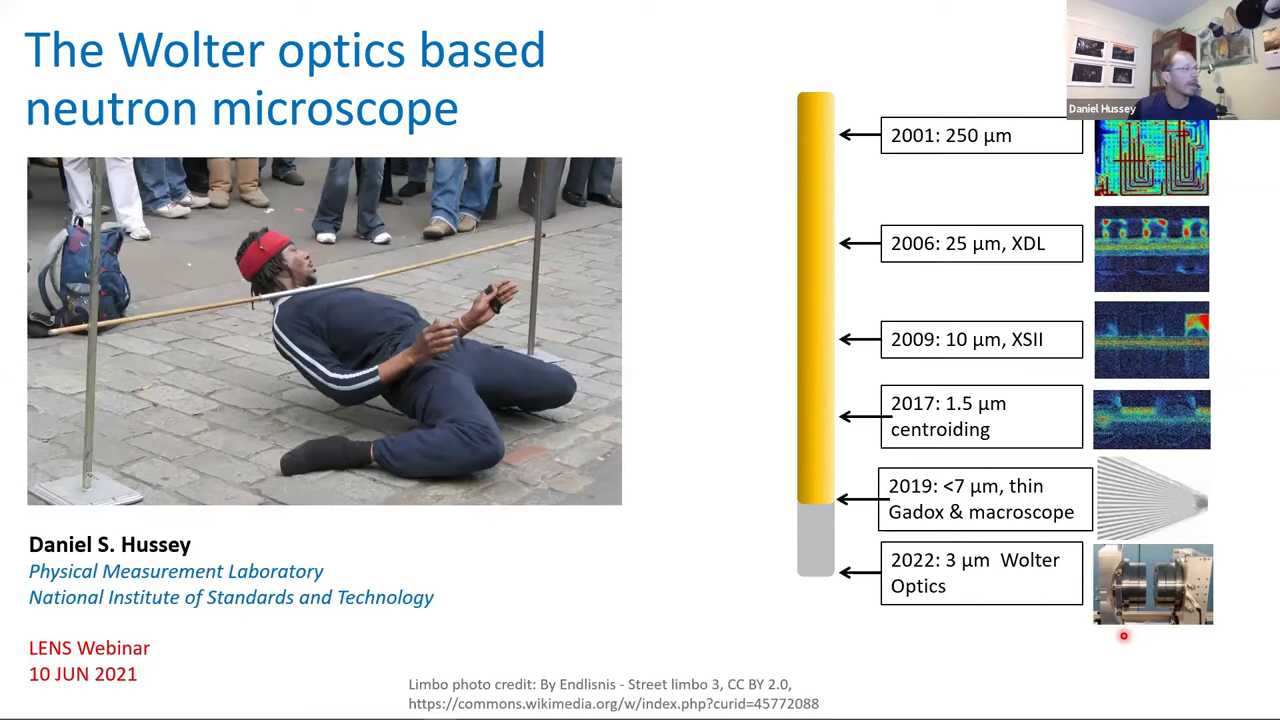 The Wolter optics based
neutron microscope
Daniel Hussey
2001: 250 µm
2006: 25 µm, XDL
2009: 10 µm, XSII
2017: 1.5 µm
centroiding
2019: <7 µm, thin
Gadox & macroscope
2022: 3 µm Wolter
Optics
Daniel S. Hussey
Physical Measurement Laboratory
National Institute of Standards and Technology
LENS Webinar
10 JUN 2021
Limbo photo credit: By Endlisnis - Street limbo 3, CC BY 2.0,
https://commons.wikimedia.org/w/index.php?curid=45772088